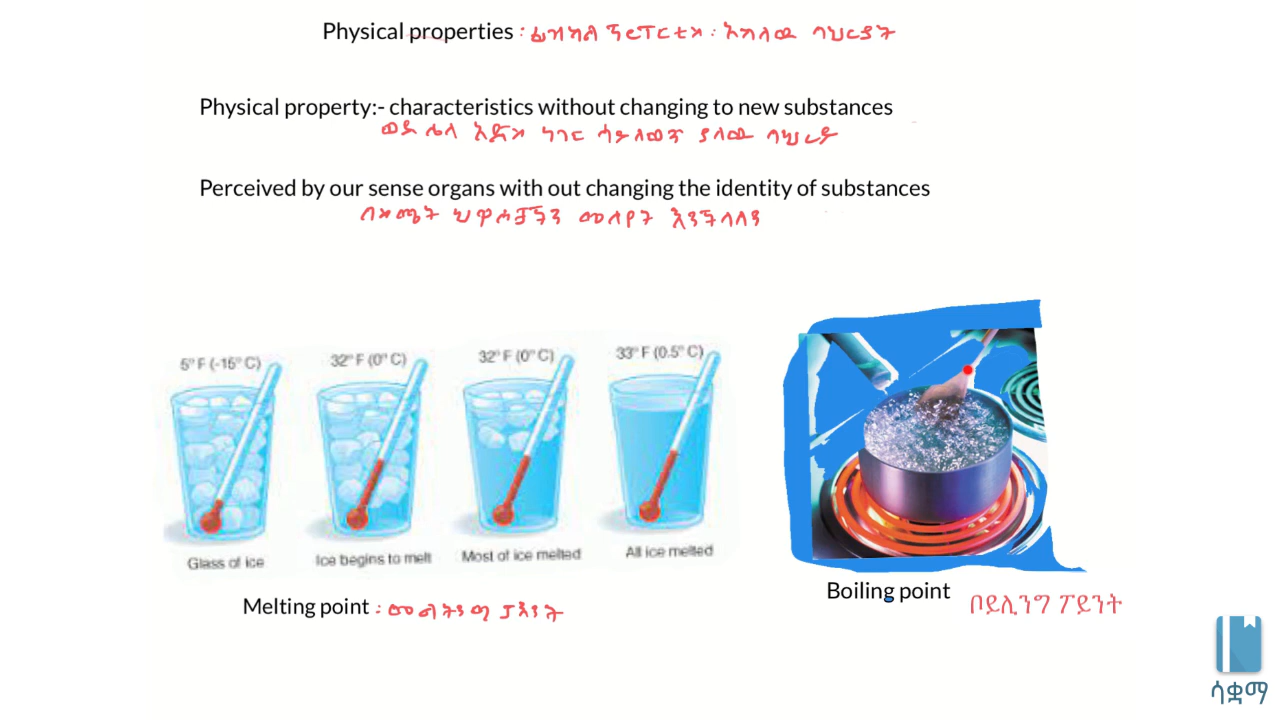 Physical properties : ፊዚካል ፕሮፐርቲስ : አካላዊ ባህርያት
Physical property:- characteristics without changing to new substances
ወደ ሌላ አዲስ ነገር ሳይለወጥ ያለው ባህርይ
Perceived by our sense organs with out changing the identity of substances
በስሜት ህዋሶቻችን መለየት እንችላለን
5°F (-15°C) 32°F (0°C) 32°F (0°C) 33°F (0.5°C)
Glass of ice Ice begins to melt Most of ice melted All ice melted
Melting point : መልቲንግ ፖይንት
Boiling point ቦይሊንግ ፖይንት
ሳቋማ